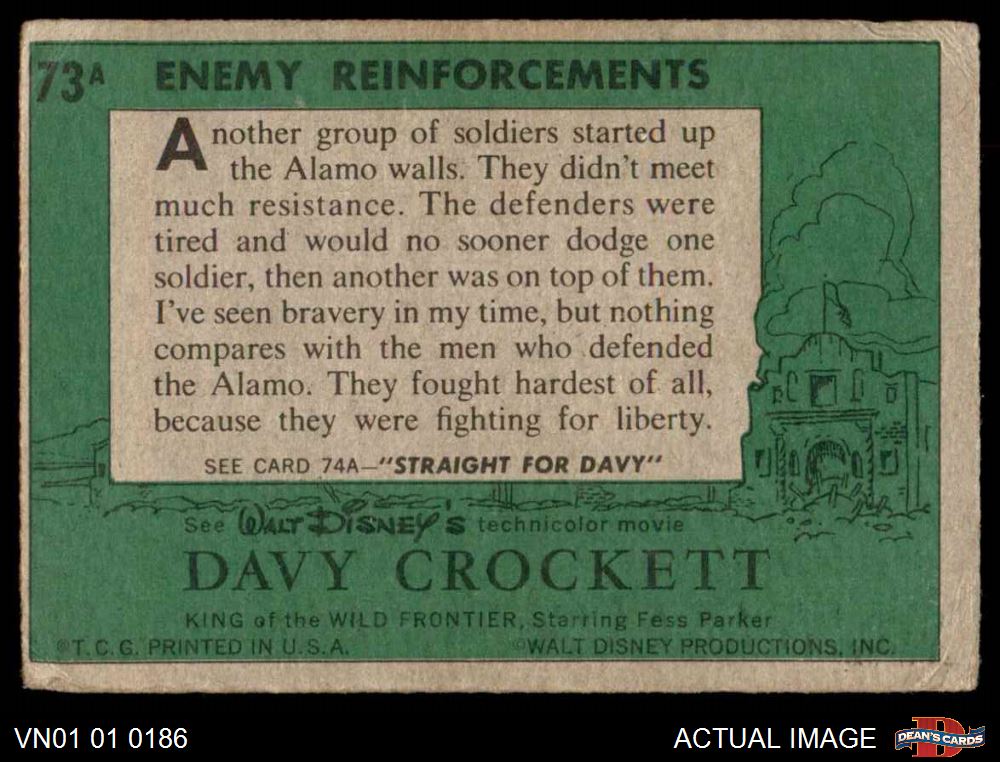 73A ENEMY REINFORCEMENTS
Another group of soldiers started up
the Alamo walls. They didn't meet
much resistance. The defenders were
tired and would no sooner dodge one
soldier, then another was on top of them.
I've seen bravery in my time, but nothing
compares with the men who defended
the Alamo. They fought hardest of all,
because they were fighting for liberty.
SEE CARD 74A—"STRAIGHT FOR DAVY"
See WALT DISNEY'S technicolor movie
DAVY CROCKETT
KING of the WILD FRONTIER, Starring Fess Parker
©T.C.G. PRINTED IN U.S.A. ©WALT DISNEY PRODUCTIONS, INC.
VN01 01 0186 ACTUAL IMAGE DEAN'S CARDS